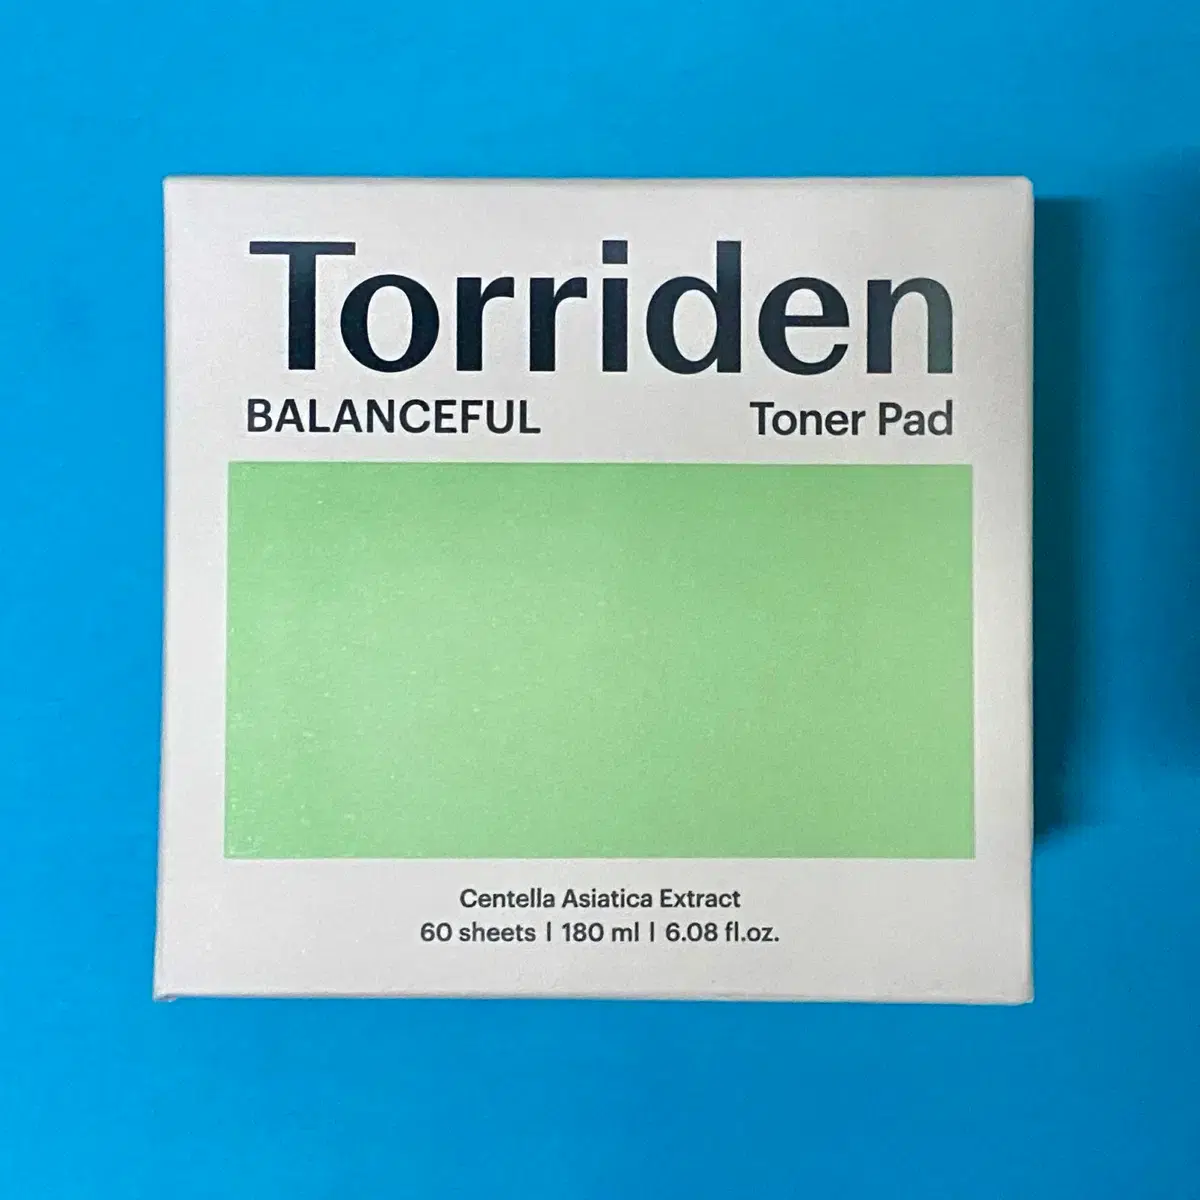 Torriden
BALANCEFUL Toner Pad
Centella Asiatica Extract
60 sheets | 180 ml | 6.08 fl.oz.